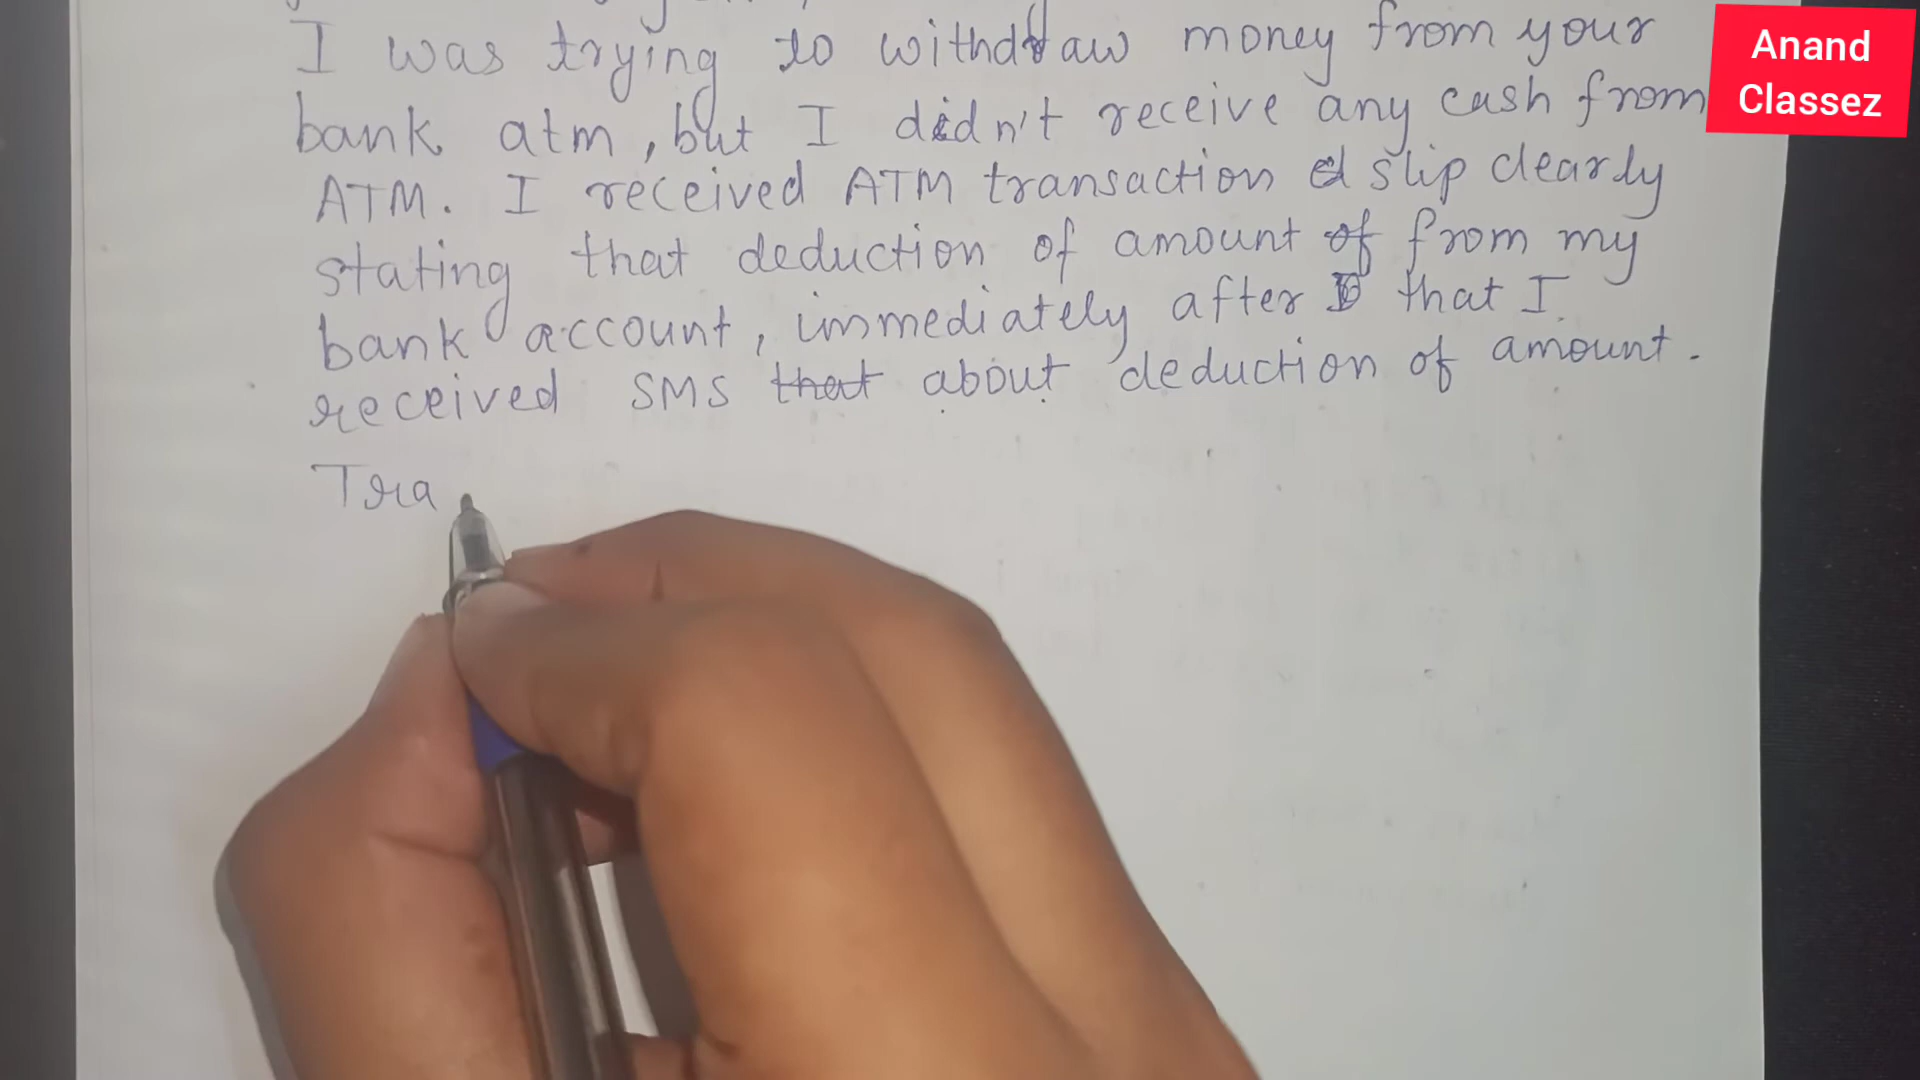 I was trying to withdraw money from your
bank atm, but I didn't receive any cash from
ATM. I received ATM transaction slip clearly
stating that deduction of amount of from my
bank account, immediately after that I
received SMS that about deduction of amount.
Tra
Anand
Classez